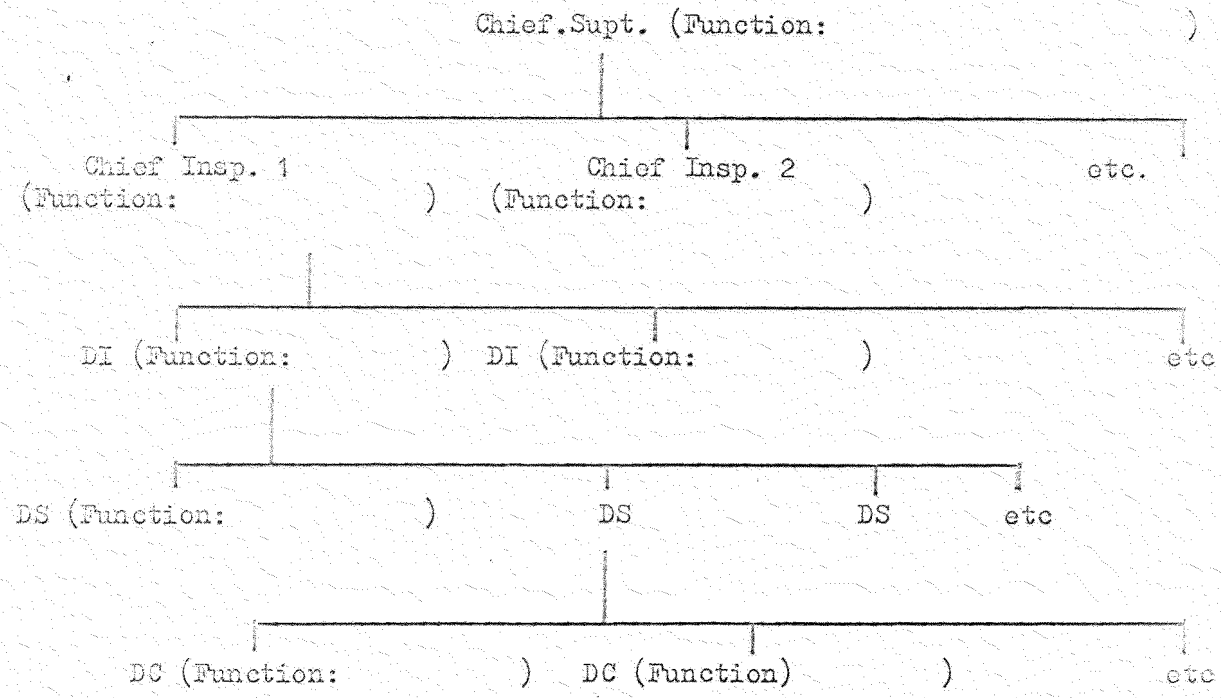 Chief.Supt. (Function: )
Chief Insp. 1 Chief Insp. 2 etc.
(Function: ) (Function: )
DI (Function: ) DI (Function: ) etc
DS (Function: ) DS DS etc
DC (Function: ) DC (Function) ) etc